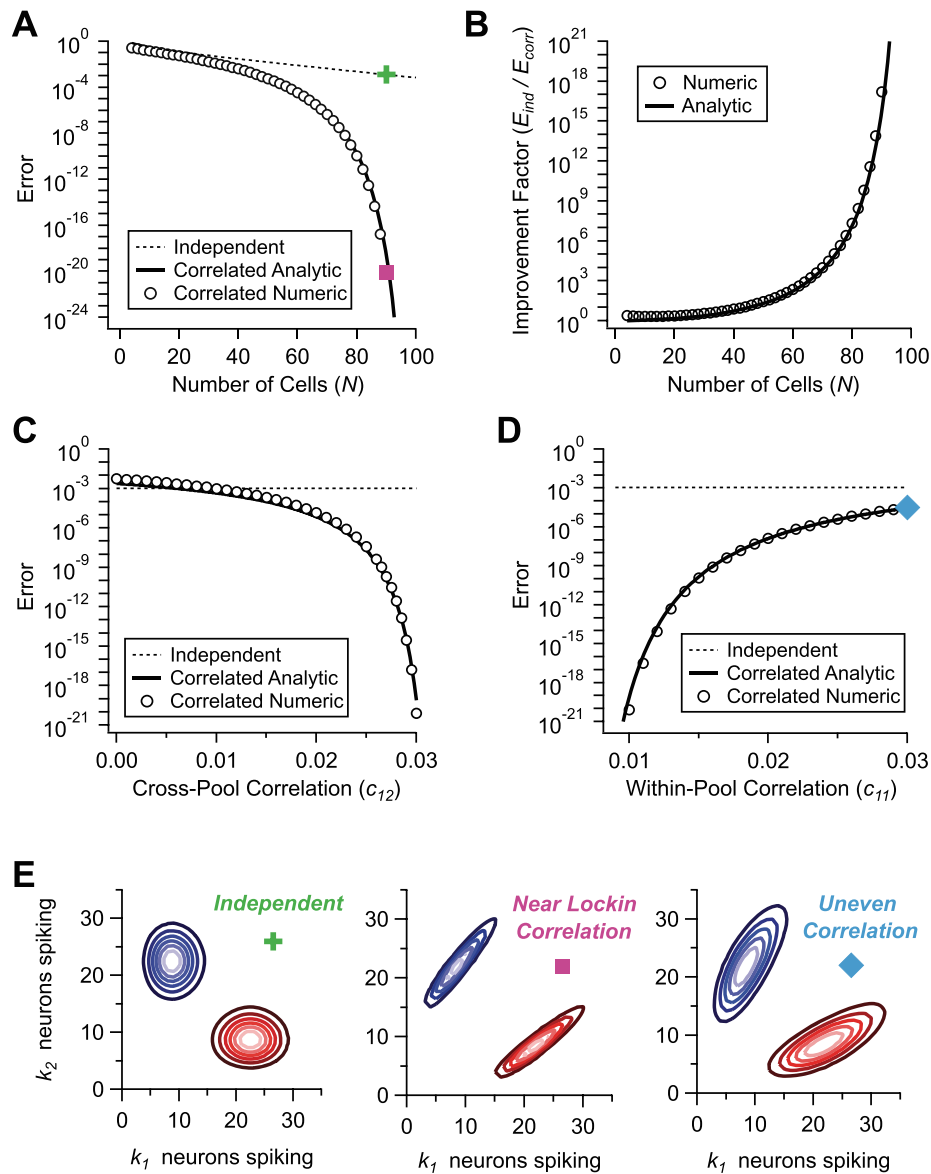 A
Error
10^0
10^-4
10^-8
10^-12
10^-16
10^-20
10^-24
Independent
Correlated Analytic
Correlated Numeric
0 20 40 60 80 100
Number of Cells (N)
B
Improvement Factor (E_ind / E_corr)
10^21
10^18
10^15
10^12
10^9
10^6
10^3
10^0
Numeric
Analytic
0 20 40 60 80 100
Number of Cells (N)
C
Error
10^0
10^-3
10^-6
10^-9
10^-12
10^-15
10^-18
10^-21
Independent
Correlated Analytic
Correlated Numeric
0.00 0.01 0.02 0.03
Cross-Pool Correlation (c_12)
D
Error
10^0
10^-3
10^-6
10^-9
10^-12
10^-15
10^-18
10^-21
Independent
Correlated Analytic
Correlated Numeric
0.01 0.02 0.03
Within-Pool Correlation (c_11)
E
k_2 neurons spiking
30
20
10
0
Independent
0 10 20 30
k_1 neurons spiking
30
20
10
0
Near Lockin
Correlation
0 10 20 30
k_1 neurons spiking
30
20
10
0
Uneven
Correlation
0 10 20 30
k_1 neurons spiking